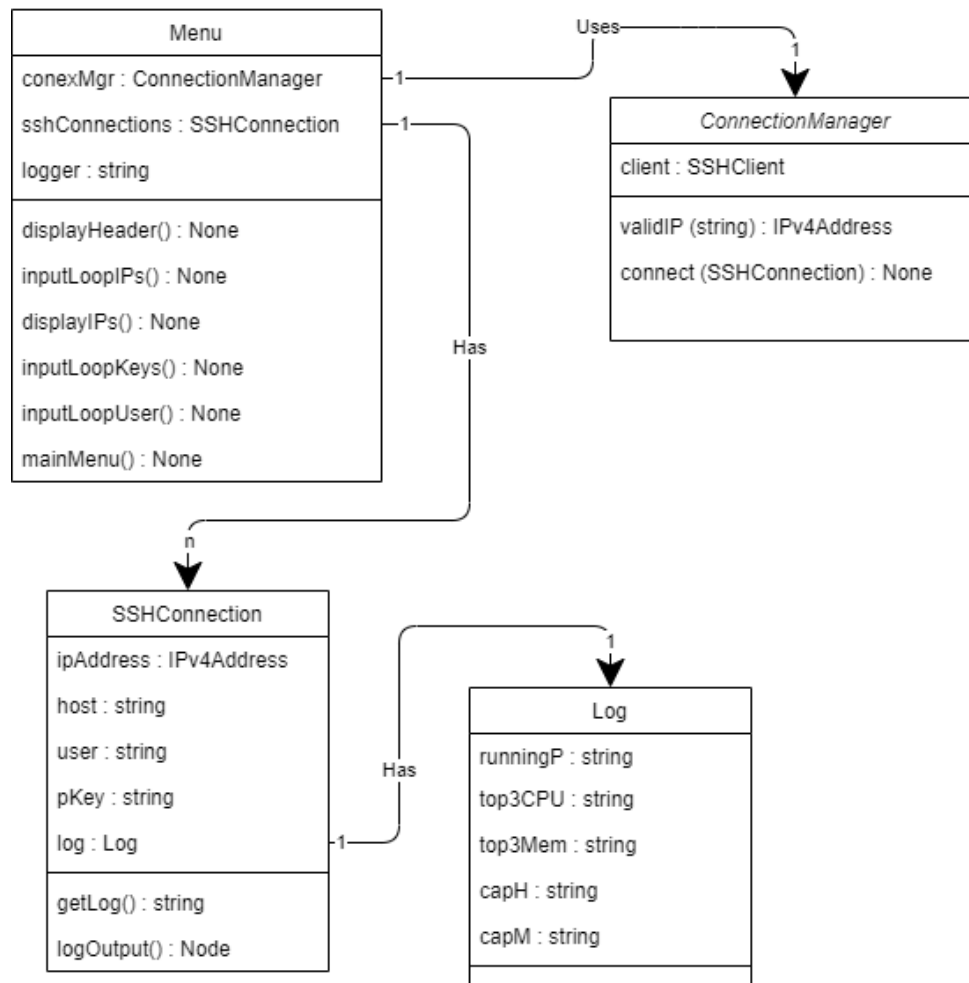 Menu
conexMgr : ConnectionManager
sshConnections : SSHConnection
logger : string
displayHeader() : None
inputLoopIPs() : None
displayIPs() : None
inputLoopKeys() : None
inputLoopUser() : None
mainMenu() : None
1
Uses
1
ConnectionManager
client : SSHClient
validIP (string) : IPv4Address
connect (SSHConnection) : None
1
Has
n
SSHConnection
ipAddress : IPv4Address
host : string
user : string
pKey : string
log : Log
getLog() : string
logOutput() : Node
1
Has
1
Log
runningP : string
top3CPU : string
top3Mem : string
capH : string
capM : string